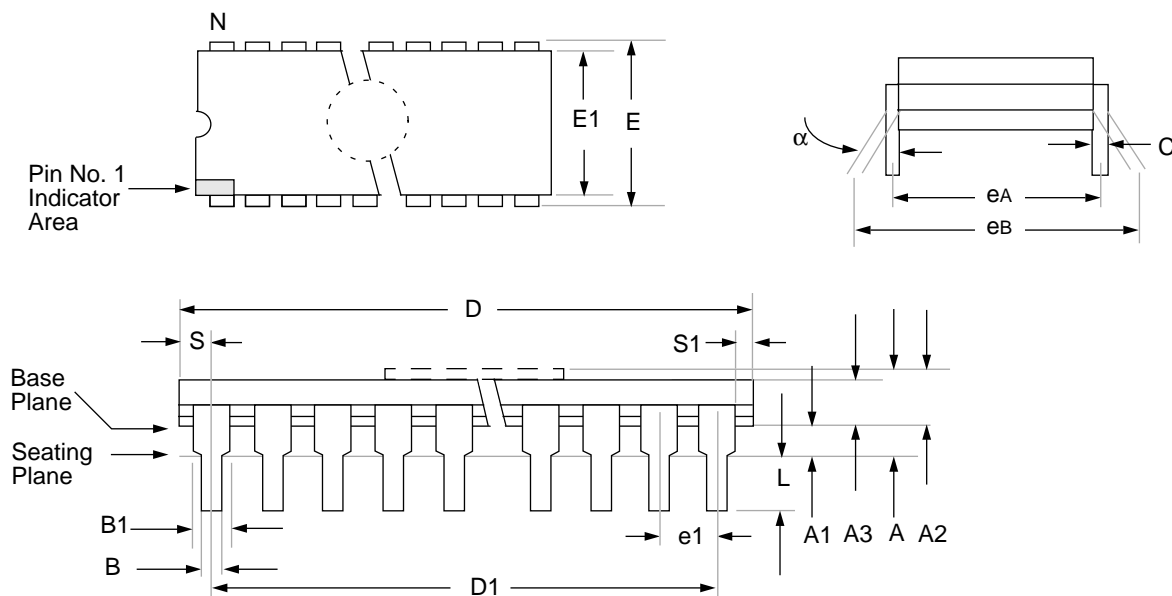 N
E1
E
Pin No. 1
Indicator
Area
α
C
eA
eB
D
S
S1
Base
Plane
Seating
Plane
L
B1
e1
A1
A3
A
A2
B
D1